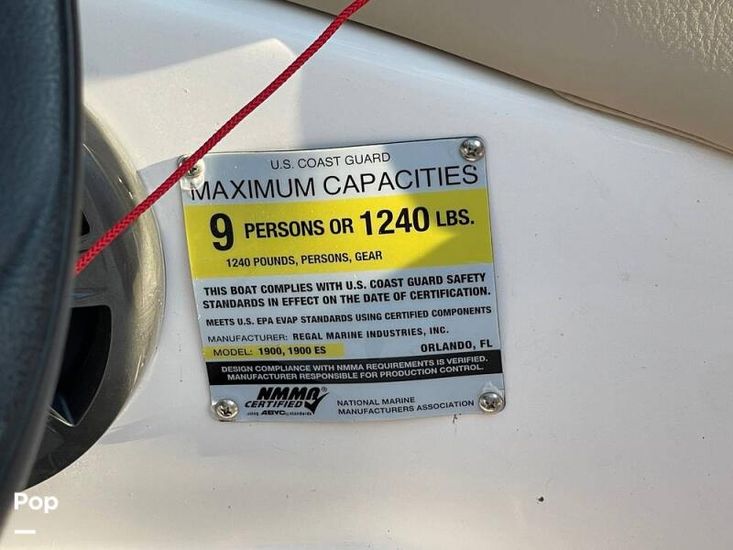 U.S. COAST GUARD
MAXIMUM CAPACITIES
9 PERSONS OR 1240 LBS.
1240 POUNDS, PERSONS, GEAR
THIS BOAT COMPLIES WITH U.S. COAST GUARD SAFETY
STANDARDS IN EFFECT ON THE DATE OF CERTIFICATION.
MEETS U.S. EPA EVAP STANDARDS USING CERTIFIED COMPONENTS
MANUFACTURER: REGAL MARINE INDUSTRIES, INC.
MODEL: 1900, 1900 ES ORLANDO, FL
DESIGN COMPLIANCE WITH NMMA REQUIREMENTS IS VERIFIED.
MANUFACTURER RESPONSIBLE FOR PRODUCTION CONTROL.
NMMA®
CERTIFIED
using ABYC standards
NATIONAL MARINE
MANUFACTURERS ASSOCIATION
Pop